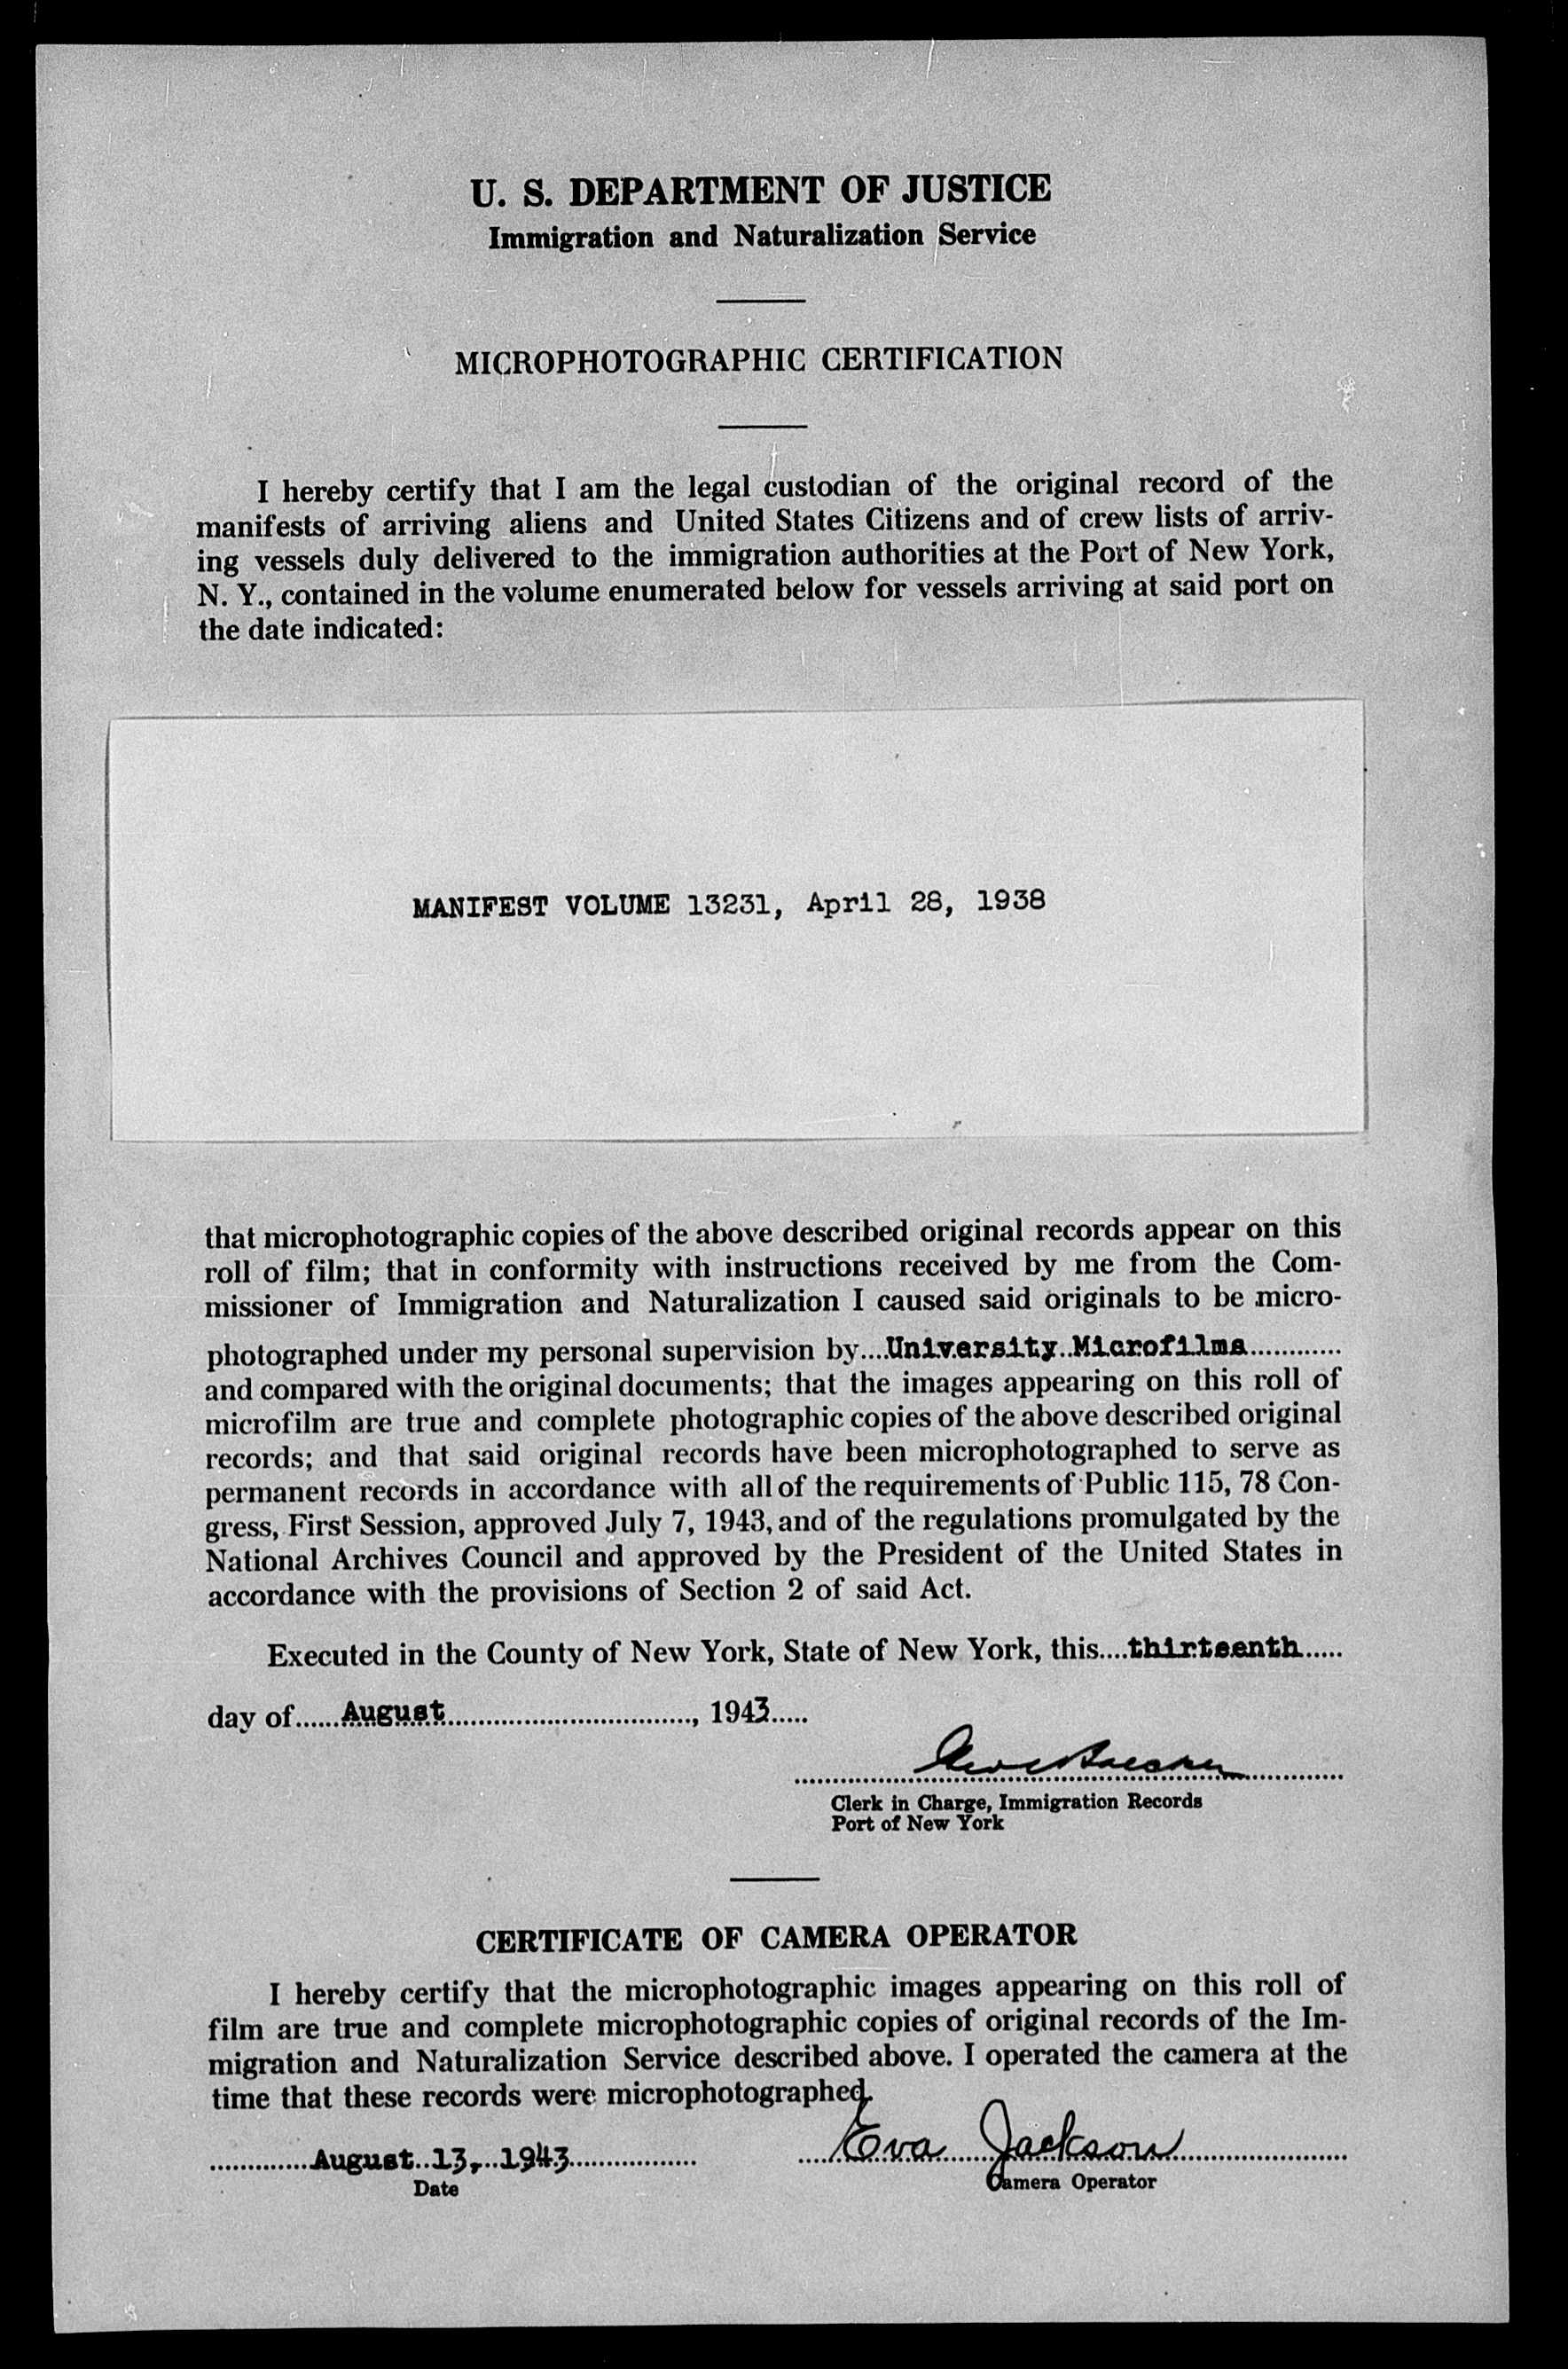 U. S. DEPARTMENT OF JUSTICE
Immigration and Naturalization Service
MICROPHOTOGRAPHIC CERTIFICATION
I hereby certify that I am the legal custodian of the original record of the
manifests of arriving aliens and United States Citizens and of crew lists of arriv-
ing vessels duly delivered to the immigration authorities at the Port of New York,
N. Y., contained in the volume enumerated below for vessels arriving at said port on
the date indicated:
MANIFEST VOLUME 13231, April 28, 1938
that microphotographic copies of the above described original records appear on this
roll of film; that in conformity with instructions received by me from the Com-
missioner of Immigration and Naturalization I caused said originals to be micro-
photographed under my personal supervision by....University Microfilms............
and compared with the original documents; that the images appearing on this roll of
microfilm are true and complete photographic copies of the above described original
records; and that said original records have been microphotographed to serve as
permanent records in accordance with all of the requirements of Public 115, 78 Con-
gress, First Session, approved July 7, 1943, and of the regulations promulgated by the
National Archives Council and approved by the President of the United States in
accordance with the provisions of Section 2 of said Act.
Executed in the County of New York, State of New York, this....thirteenth.....
day of......August................................., 1943.....
Clerk in Charge, Immigration Records
Port of New York
CERTIFICATE OF CAMERA OPERATOR
I hereby certify that the microphotographic images appearing on this roll of
film are true and complete microphotographic copies of original records of the Im-
migration and Naturalization Service described above. I operated the camera at the
time that these records were microphotographed.
August 13, 1943
Eva Jackson
Date
Camera Operator